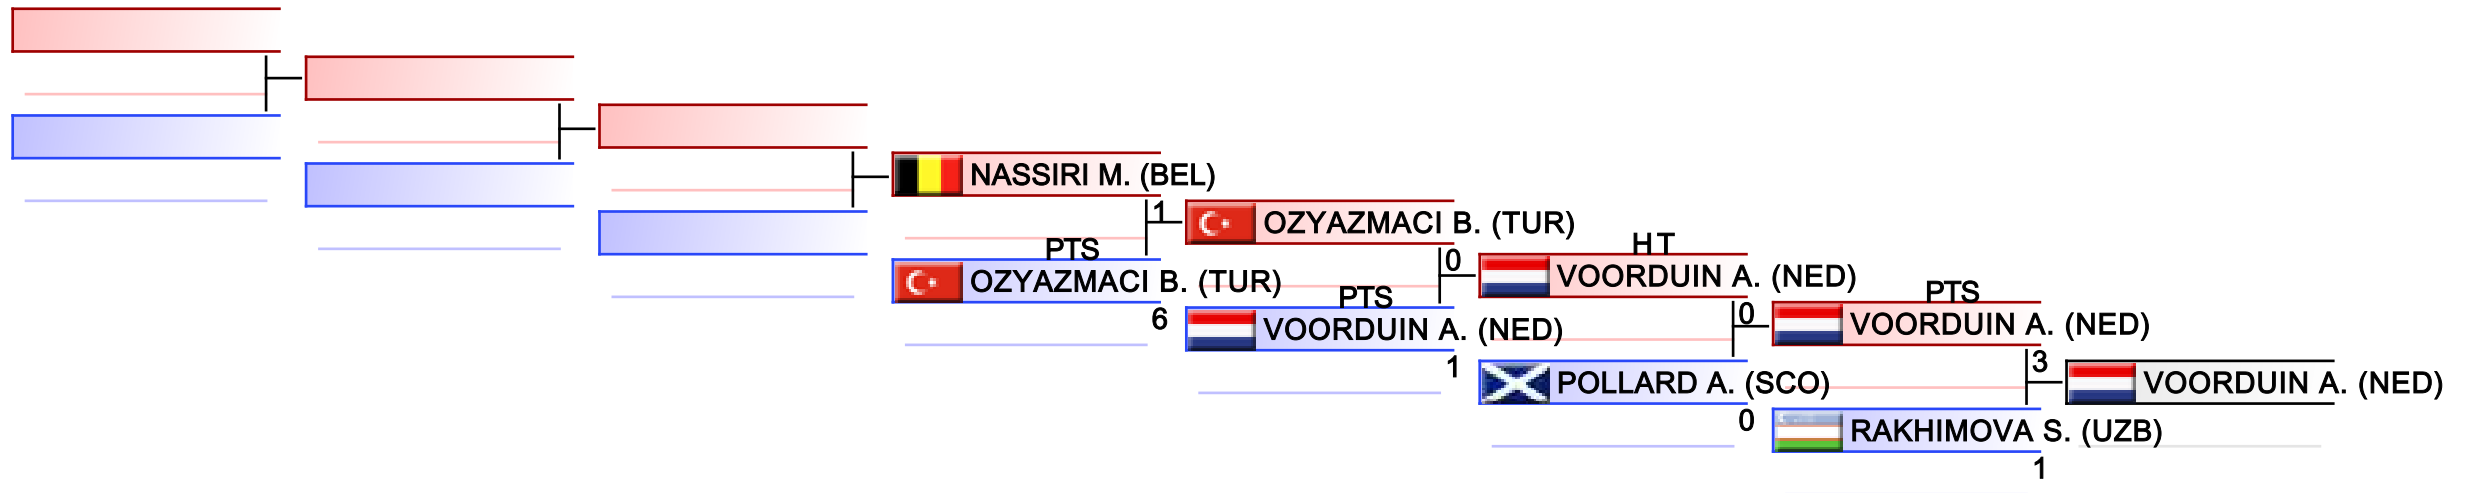 NASSIRI M. (BEL)
1
PTS
OZYAZMACI B. (TUR)
6
OZYAZMACI B. (TUR)
0
PTS
VOORDUIN A. (NED)
1
HT
VOORDUIN A. (NED)
0
POLLARD A. (SCO)
0
PTS
VOORDUIN A. (NED)
3
RAKHIMOVA S. (UZB)
1
VOORDUIN A. (NED)